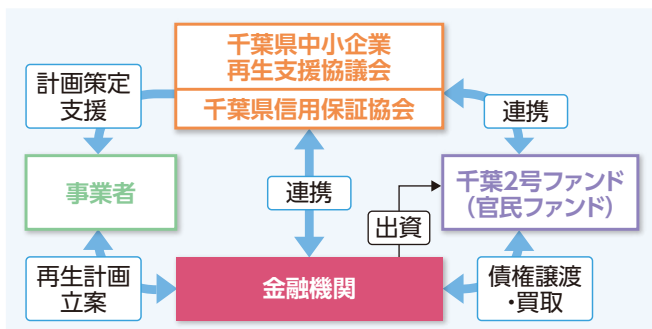 千葉県中小企業
再生支援協議会
千葉県信用保証協会
計画策定
支援
連携
事業者
連携
千葉2号ファンド
（官民ファンド）
出資
再生計画
立案
金融機関
債権譲渡
・買取